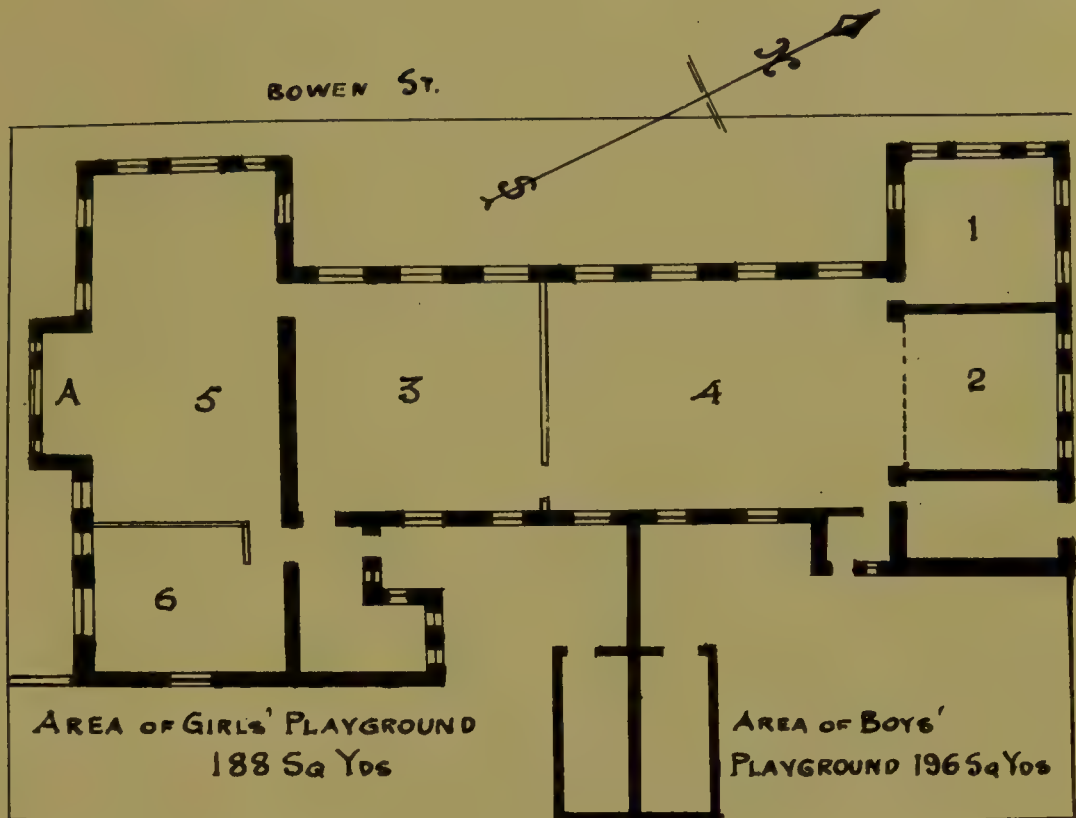 BOWEN ST.
S
N
1
2
3
4
5
6
A
AREA OF GIRLS' PLAYGROUND
188 SQ YDS
AREA OF BOYS'
PLAYGROUND 196 SQ YDS